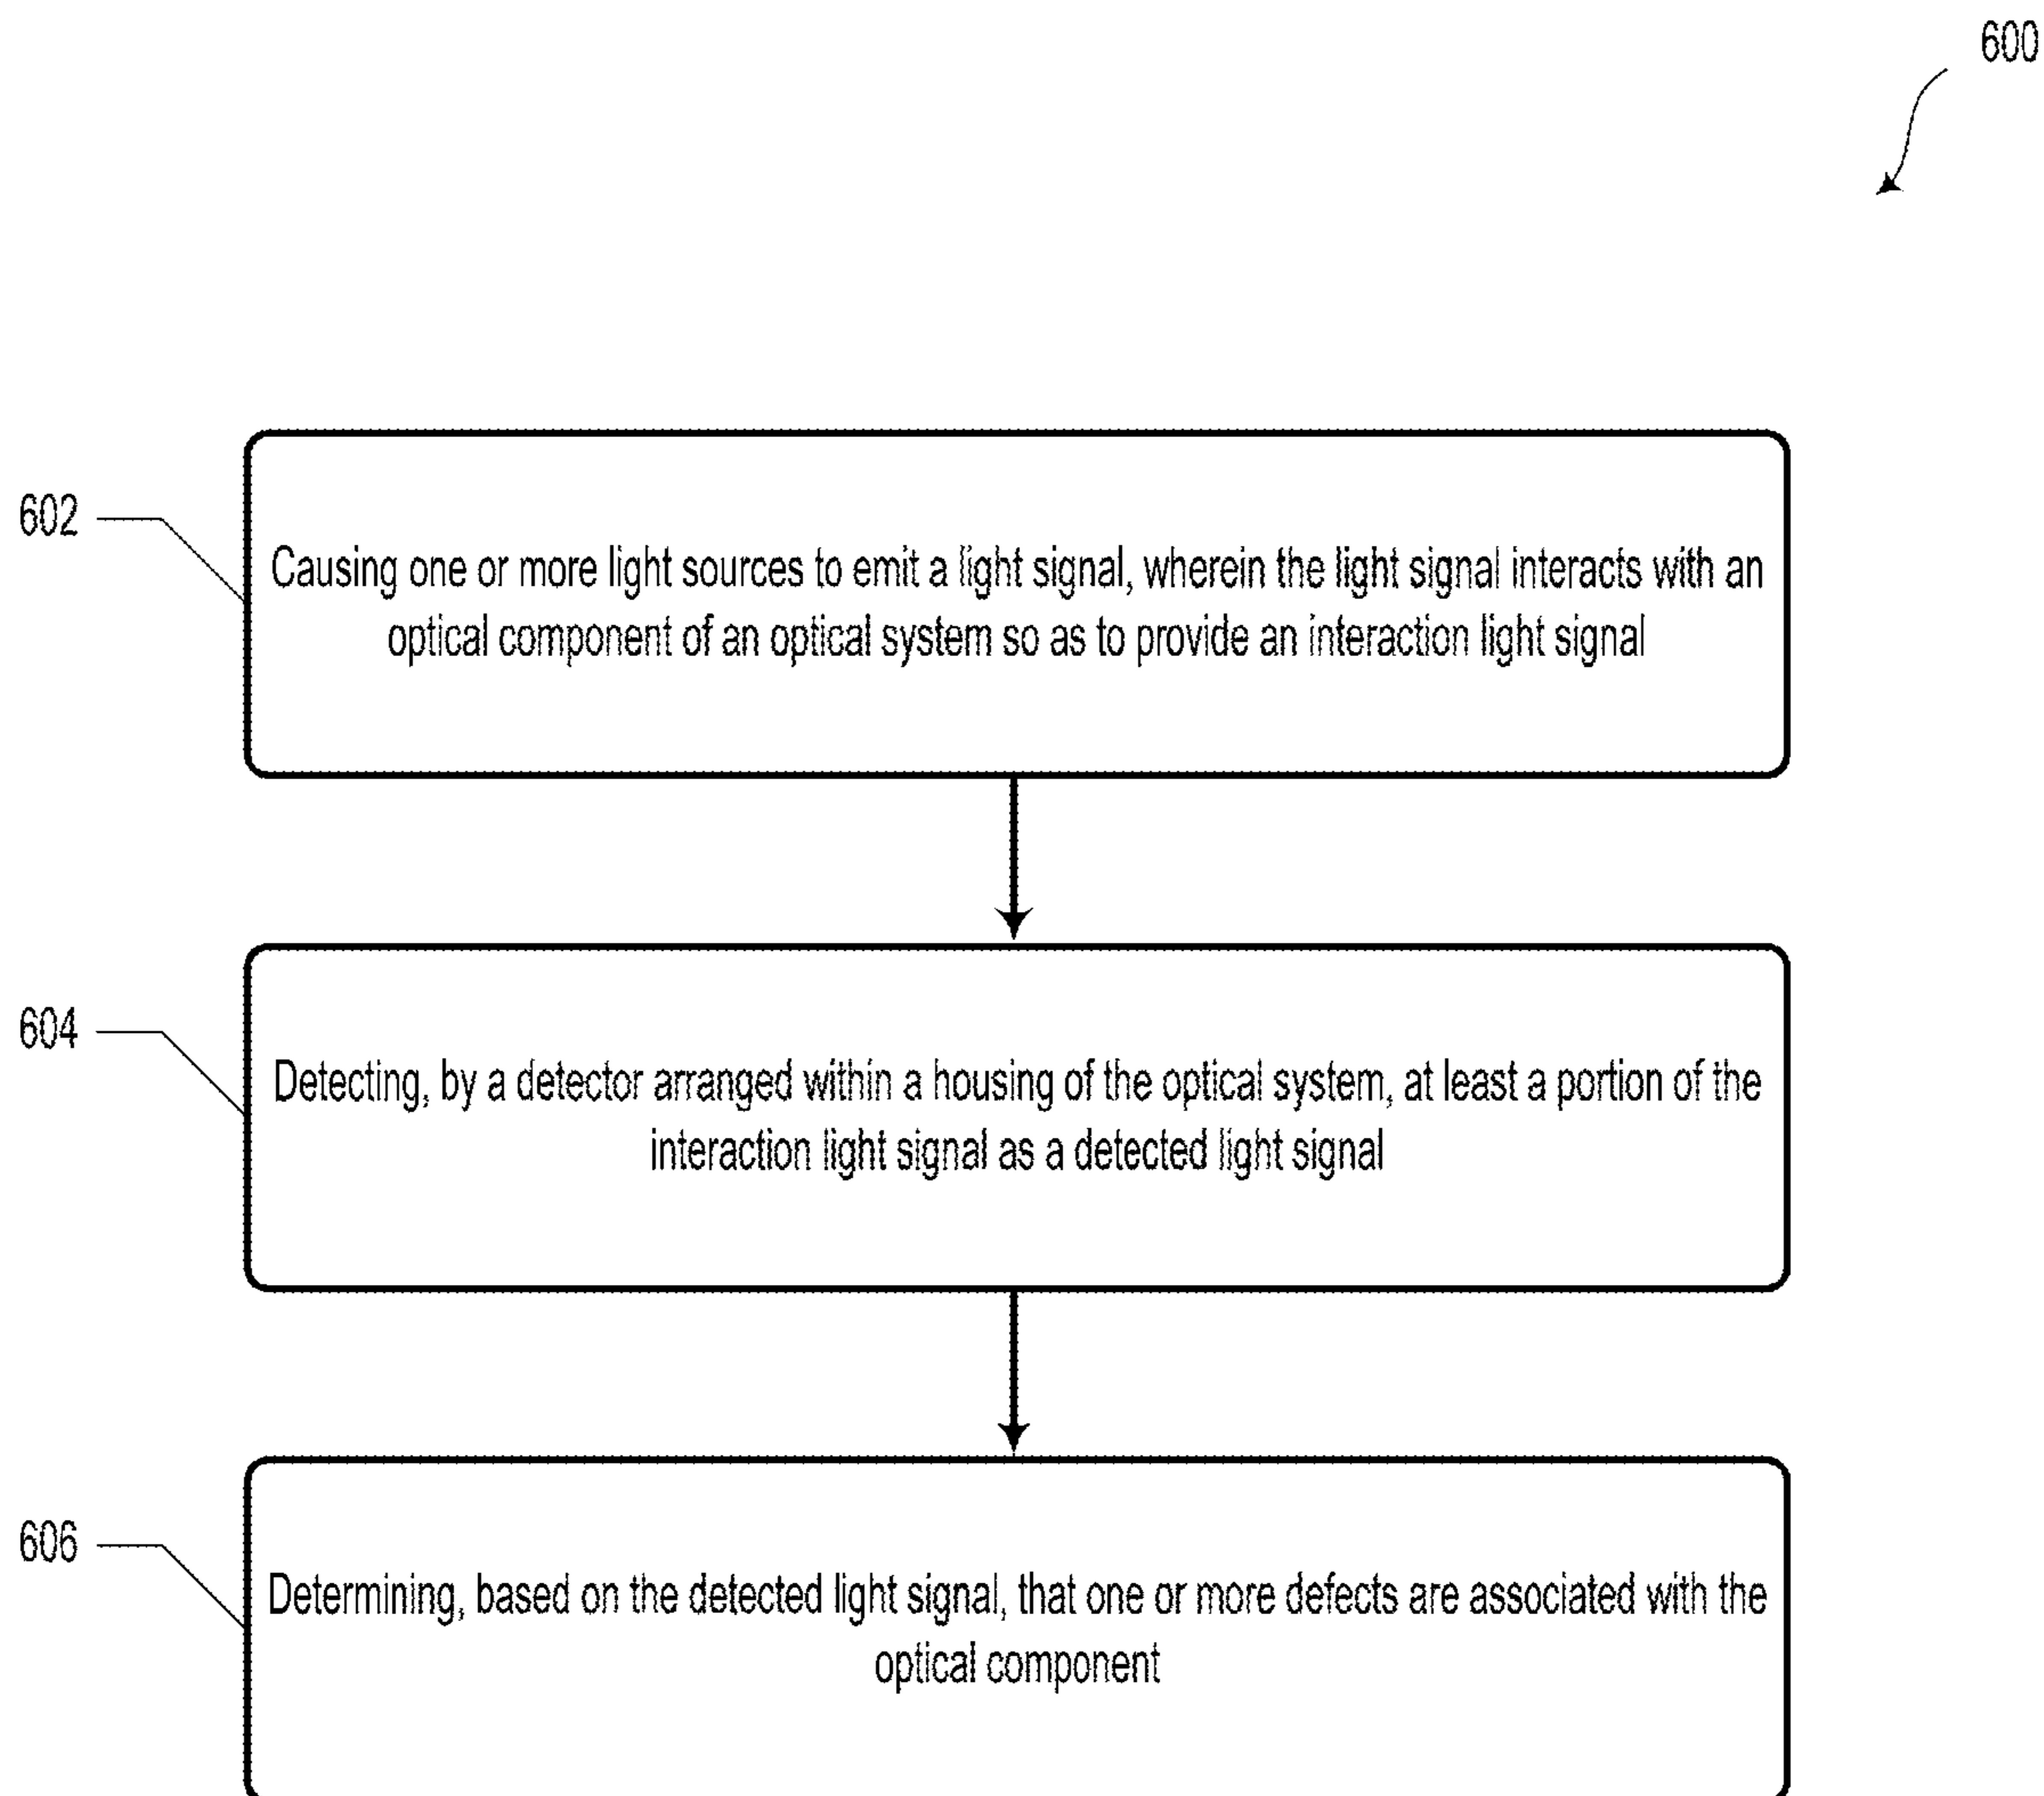 600
602
Causing one or more light sources to emit a light signal, wherein the light signal interacts with an
optical component of an optical system so as to provide an interaction light signal
604
Detecting, by a detector arranged within a housing of the optical system, at least a portion of the
interaction light signal as a detected light signal
606
Determining, based on the detected light signal, that one or more defects are associated with the
optical component